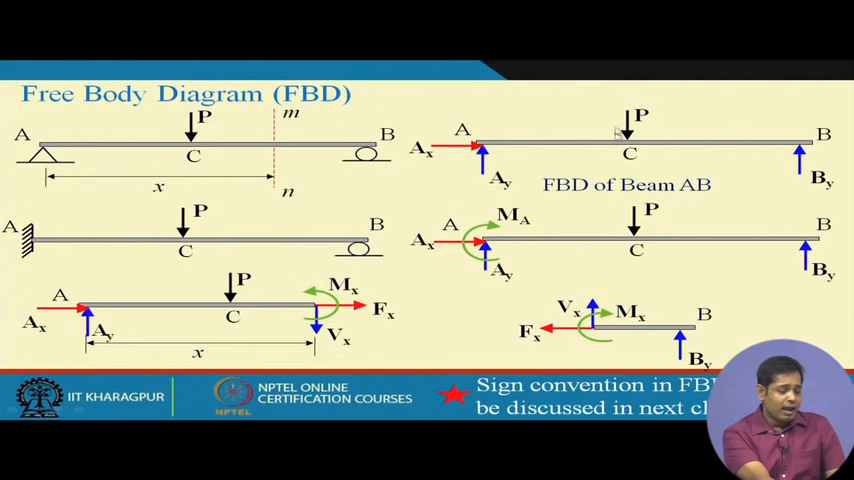 Free Body Diagram (FBD)
A P m B
C
x n
A P B
C
A P Mx
C Fx
Ax Ay Vx
x
A P B
Ax C
Ay By
FBD of Beam AB
MA P
A B
Ax C
Ay By
Vx Mx B
Fx
By
IIT KHARAGPUR
NPTEL
NPTEL ONLINE
CERTIFICATION COURSES
Sign convention in FB
be discussed in next cl